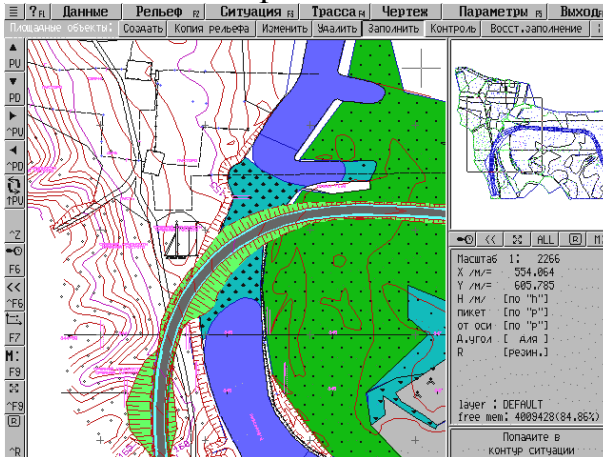 ? F1 Данные Рельеф F2 Ситуация F3 Трасса F4 Чертеж Параметры F5 Выход
Площадные объекты: Создать Копия рельефа Изменить Удалить Заполнить Контроль Восст.заполнение
PU
PD
^PU
^PD
↑PU
^Z
F6
<<
^F6
F7
M:
F9
^F9
R
^R
<< ALL R M:
Масштаб 1: 2266
X /м/= 554.064
Y /м/= 605.785
H /м/ [по "h"]
пикет [по "p"]
от оси [по "p"]
Д.угол [ для ]
R [резин.]
layer : DEFAULT
free mem: 4009428(84.86%)
Попадите в
контур ситуации